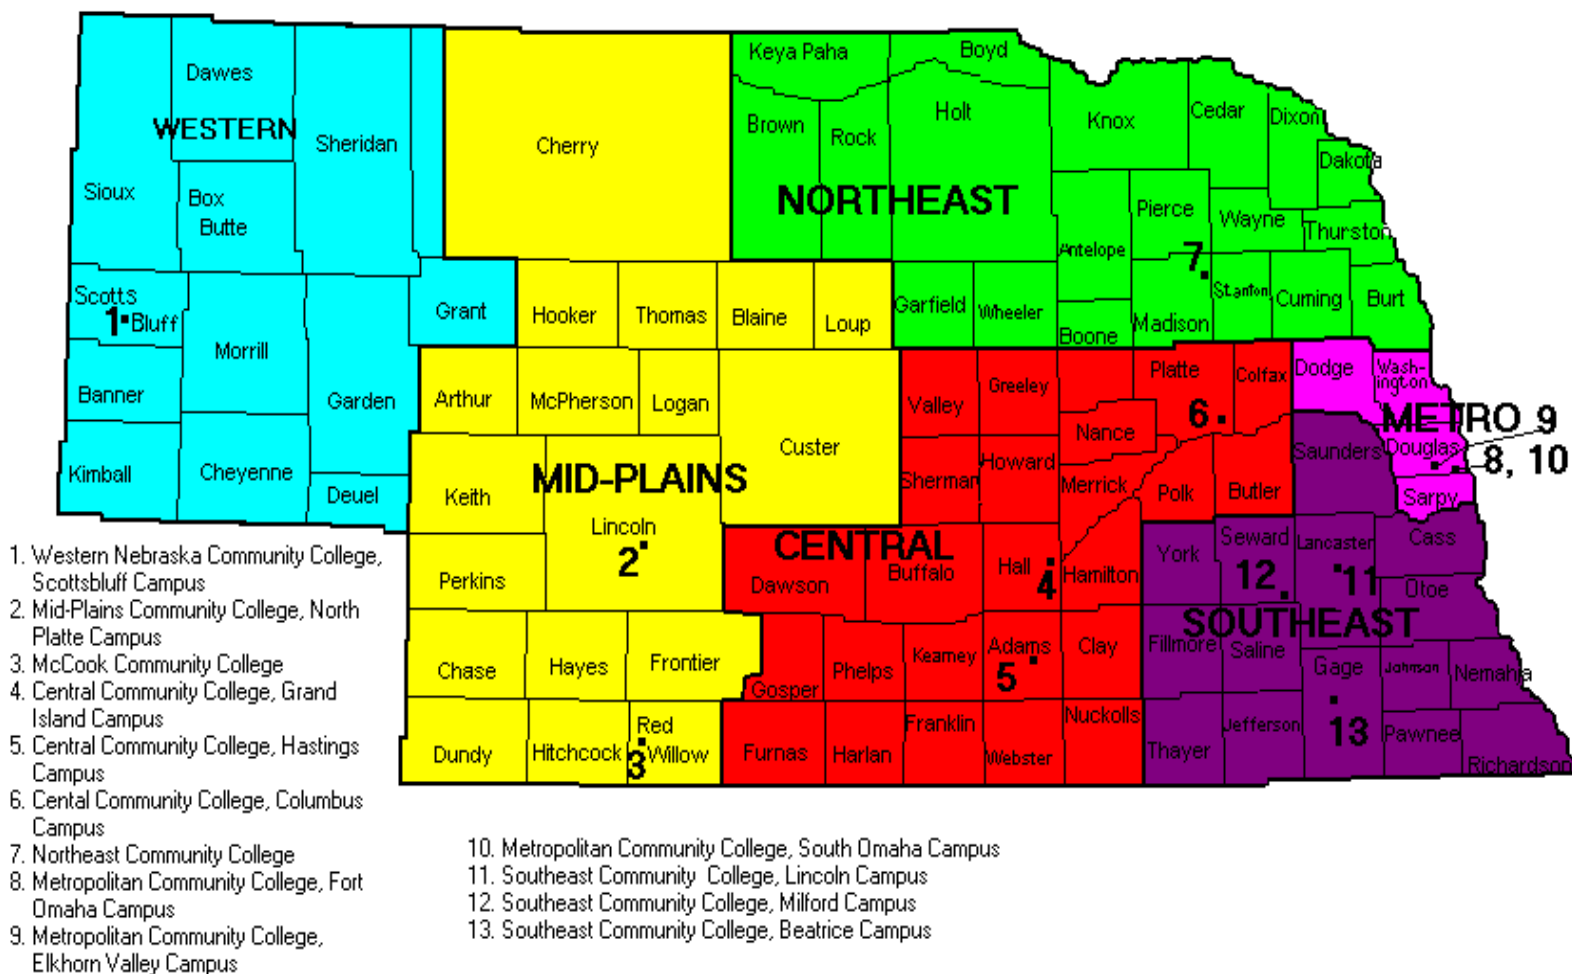 Keya Paha
Boyd
Dawes
Cherry
Sheridan
WESTERN
Brown
Rock
Holt
Knox
Cedar
Dixon
Dakota
Sioux
Box
Butte
NORTHEAST
Pierce
Wayne
Thurston
Antelope
7
Scotts
1
Bluff
Grant
Hooker
Thomas
Blaine
Loup
Garfield
Wheeler
Boone
Madison
Stanton
Cuming
Burt
Morrill
Banner
Garden
Arthur
McPherson
Logan
Custer
Valley
Greeley
Platte
Colfax
Dodge
Wash-
ington
6
Nance
METRO 9
Douglas
8, 10
Sarpy
Saunders
Kimball
Cheyenne
Deuel
Keith
MID-PLAINS
Lincoln
2
Sherman
Howard
Merrick
Polk
Butler
CENTRAL
Dawson
Buffalo
Hall
4
Hamilton
York
Seward
12
Lancaster
11
Cass
Otoe
SOUTHEAST
Perkins
Chase
Hayes
Frontier
Gosper
Phelps
Kearney
Adams
5
Clay
Fillmore
Saline
Gage
Johnson
Nemaha
Dundy
Hitchcock
Red
Willow
3
Furnas
Harlan
Franklin
Webster
Nuckolls
Thayer
Jefferson
13
Pawnee
Richardson
1. Western Nebraska Community College,
Scottsbluff Campus
2. Mid-Plains Community College, North
Platte Campus
3. McCook Community College
4. Central Community College, Grand
Island Campus
5. Central Community College, Hastings
Campus
6. Cental Community College, Columbus
Campus
7. Northeast Community College
8. Metropolitan Community College, Fort
Omaha Campus
9. Metropolitan Community College,
Elkhorn Valley Campus
10. Metropolitan Community College, South Omaha Campus
11. Southeast Community College, Lincoln Campus
12. Southeast Community College, Milford Campus
13. Southeast Community College, Beatrice Campus